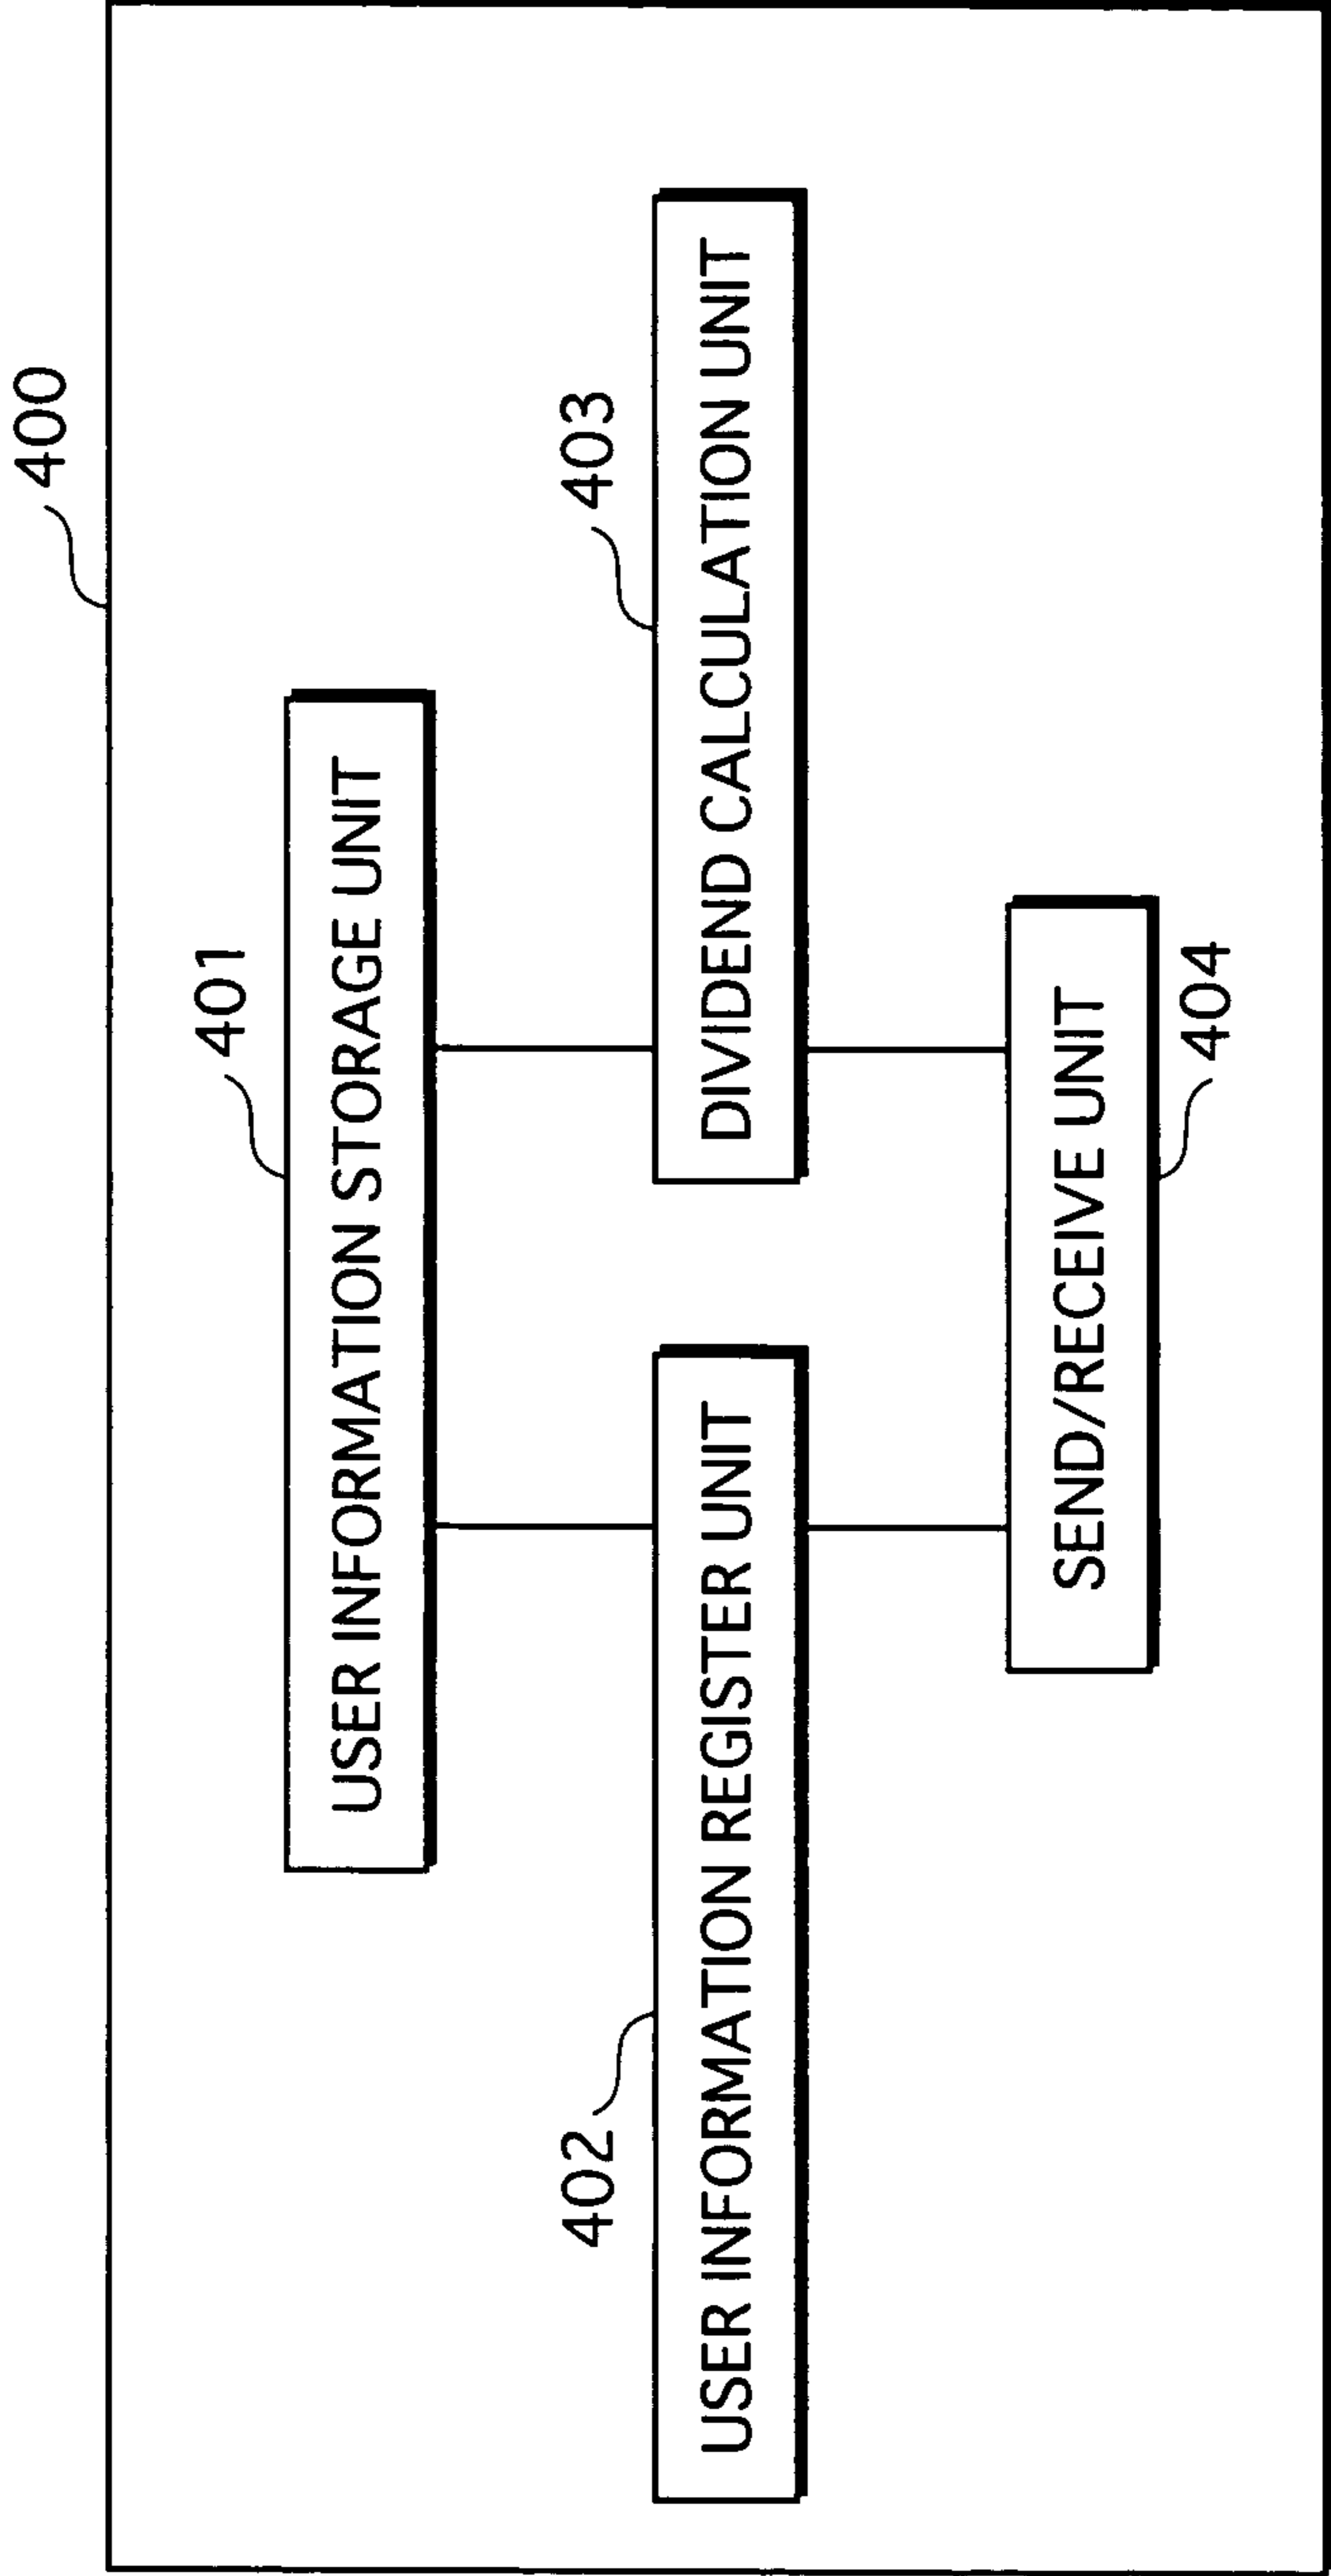 400
401
USER INFORMATION STORAGE UNIT
402
403
USER INFORMATION REGISTER UNIT
DIVIDEND CALCULATION UNIT
SEND/RECEIVE UNIT
404